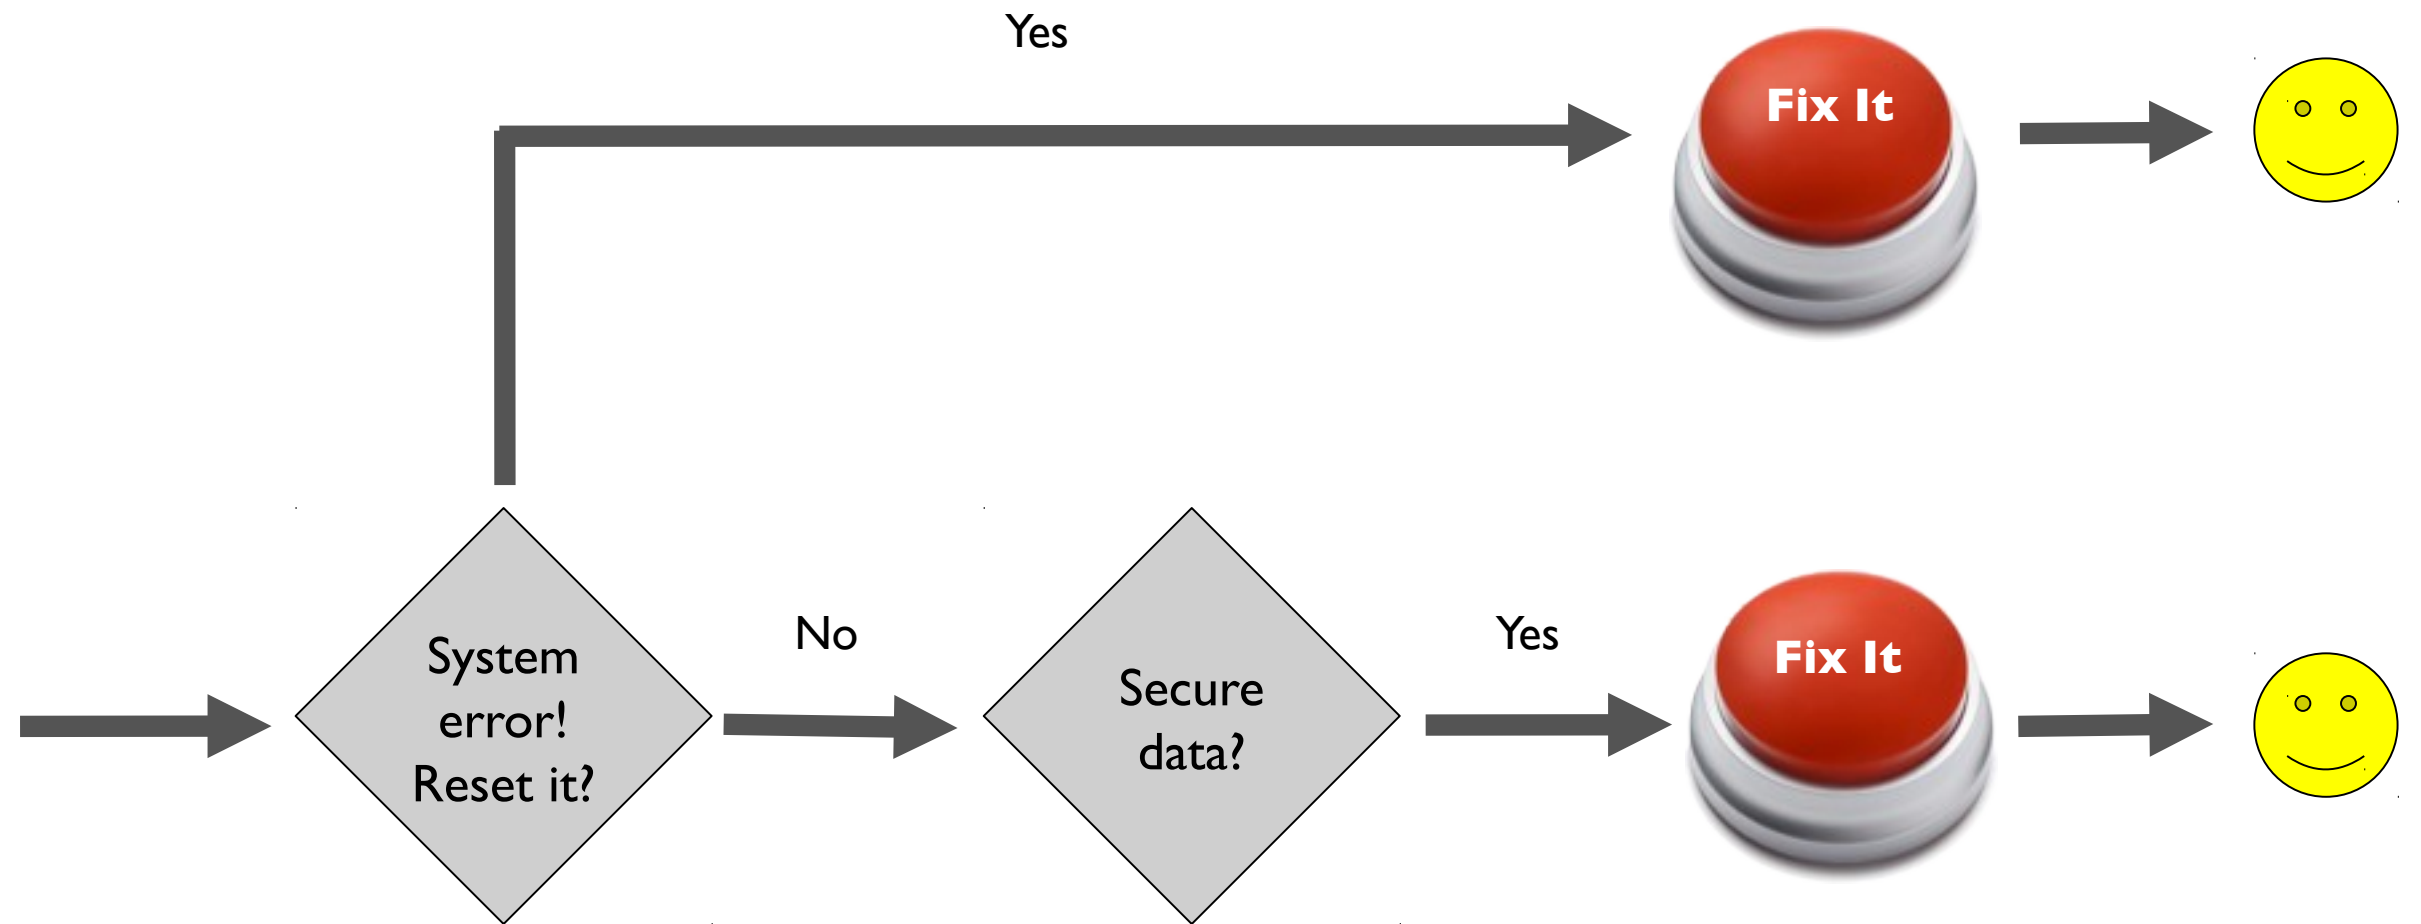 Yes
Fix It
System
error!
Reset it?
No
Secure
data?
Yes
Fix It